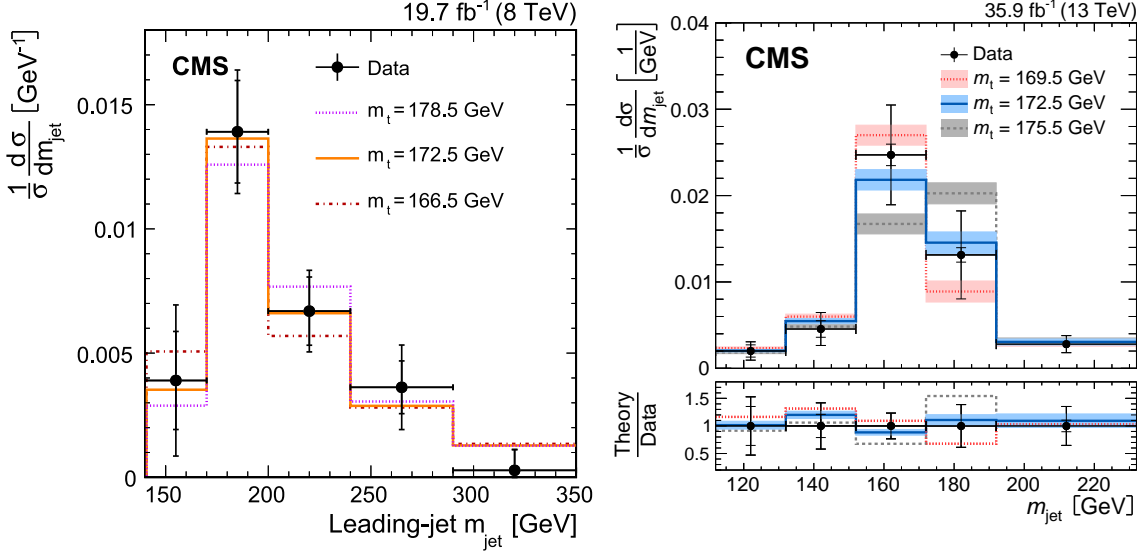 19.7 fb⁻¹ (8 TeV)
CMS
Data
m_t = 178.5 GeV
m_t = 172.5 GeV
m_t = 166.5 GeV
1/σ dσ/dm_jet [GeV⁻¹]
0.015
0.01
0.005
0
150 200 250 300 350
Leading-jet m_jet [GeV]
35.9 fb⁻¹ (13 TeV)
CMS
Data
m_t = 169.5 GeV
m_t = 172.5 GeV
m_t = 175.5 GeV
1/σ dσ/dm_jet [1/GeV]
0.04
0.03
0.02
0.01
0
Theory/Data
1.5
1
0.5
120 140 160 180 200 220
m_jet [GeV]